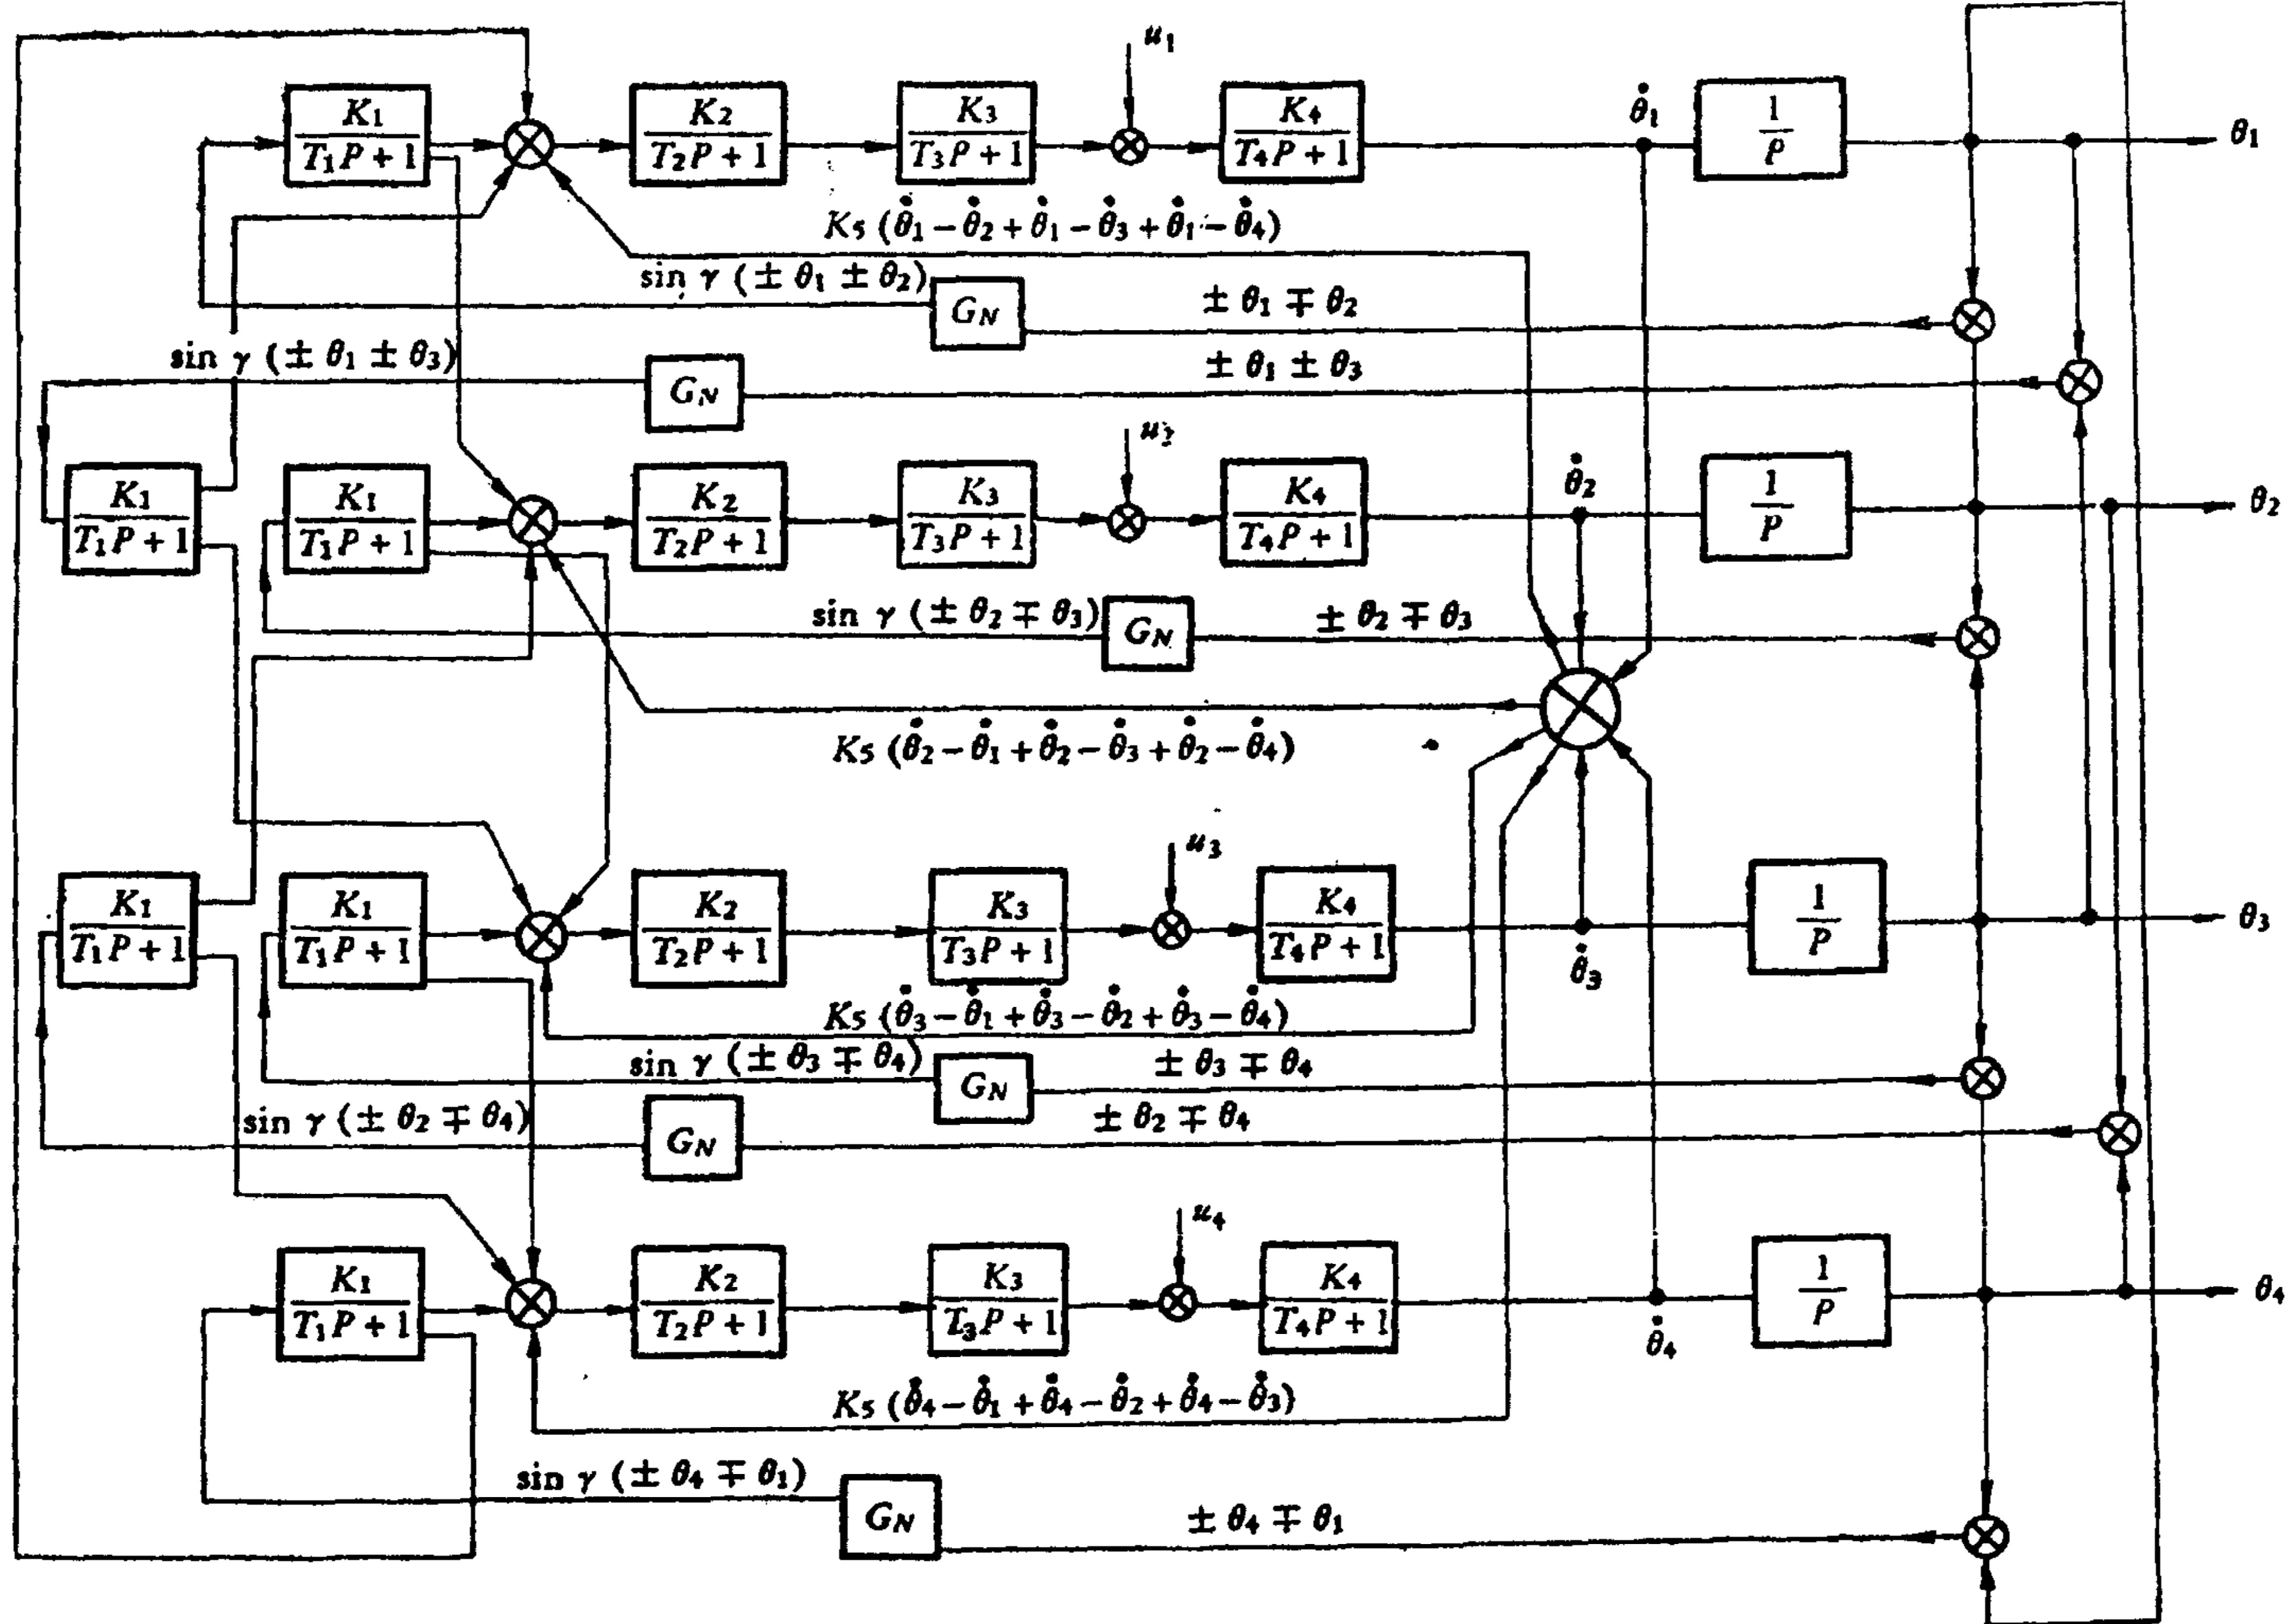 u₁
K₁ / T₁P + 1
K₂ / T₂P + 1
K₃ / T₃P + 1
K₄ / T₄P + 1
θ̇₁
1 / P
θ₁
K₅ (θ̇₁ − θ̇₂ + θ̇₁ − θ̇₃ + θ̇₁ − θ̇₄)
sin γ (± θ₁ ± θ₂)
G_N
± θ₁ ∓ θ₂
sin γ (± θ₁ ± θ₃)
G_N
± θ₁ ± θ₃
u₂
K₁ / T₁P + 1
K₁ / T₁P + 1
K₂ / T₂P + 1
K₃ / T₃P + 1
K₄ / T₄P + 1
θ̇₂
1 / P
θ₂
sin γ (± θ₂ ∓ θ₃)
G_N
± θ₂ ∓ θ₃
K₅ (θ̇₂ − θ̇₁ + θ̇₂ − θ̇₃ + θ̇₂ − θ̇₄)
u₃
K₁ / T₁P + 1
K₁ / T₁P + 1
K₂ / T₂P + 1
K₃ / T₃P + 1
K₄ / T₄P + 1
θ̇₃
1 / P
θ₃
K₅ (θ̇₃ − θ̇₁ + θ̇₃ − θ̇₂ + θ̇₃ − θ̇₄)
sin γ (± θ₃ ∓ θ₄)
G_N
± θ₃ ∓ θ₄
sin γ (± θ₂ ∓ θ₄)
G_N
± θ₂ ∓ θ₄
u₄
K₁ / T₁P + 1
K₂ / T₂P + 1
K₃ / T₃P + 1
K₄ / T₄P + 1
θ̇₄
1 / P
θ₄
K₅ (θ̇₄ − θ̇₁ + θ̇₄ − θ̇₂ + θ̇₄ − θ̇₃)
sin γ (± θ₄ ∓ θ₁)
G_N
± θ₄ ∓ θ₁